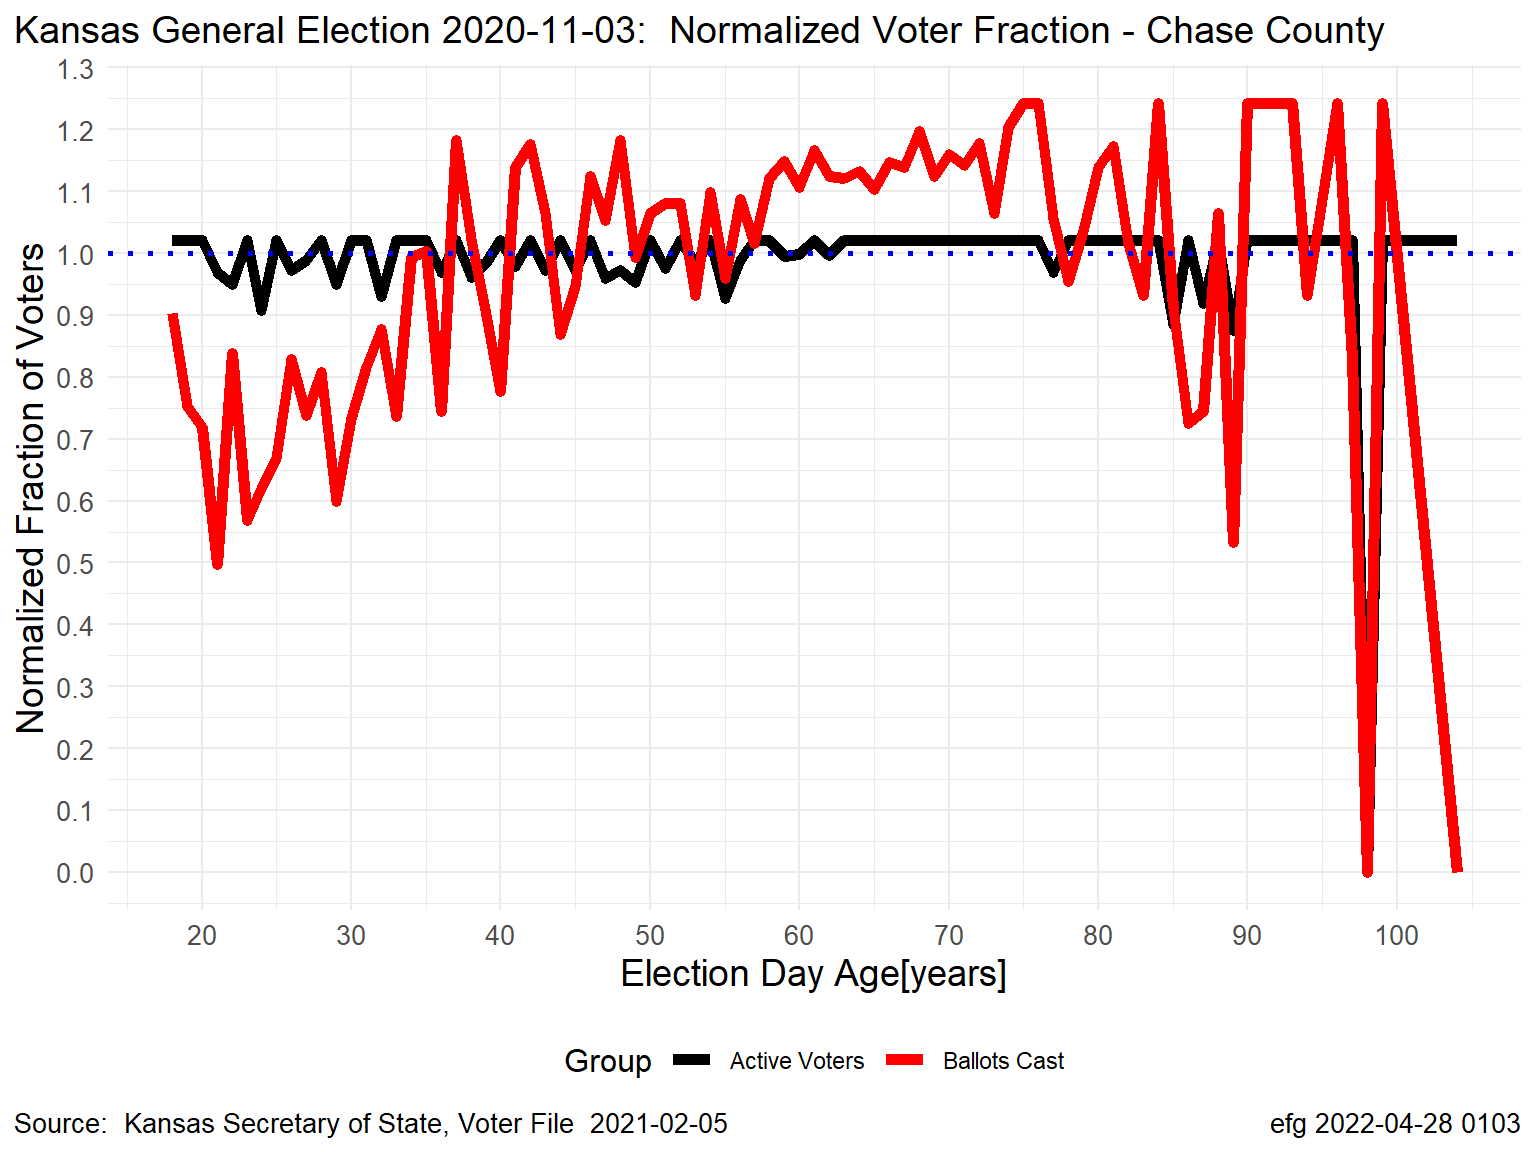 Kansas General Election 2020-11-03:  Normalized Voter Fraction - Chase County
Normalized Fraction of Voters
1.3
1.2
1.1
1.0
0.9
0.8
0.7
0.6
0.5
0.4
0.3
0.2
0.1
0.0
20 30 40 50 60 70 80 90 100
Election Day Age[years]
Group Active Voters Ballots Cast
Source:  Kansas Secretary of State, Voter File  2021-02-05 efg 2022-04-28 0103